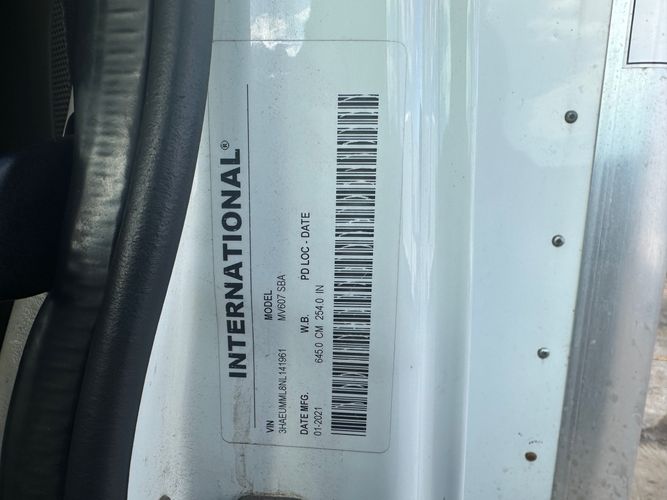 INTERNATIONAL®
VIN MODEL
3HAEUMML8NL141961 MV607 SBA
DATE MFG. W.B. PD LOC - DATE
01-2021 645.0 CM 254.0 IN